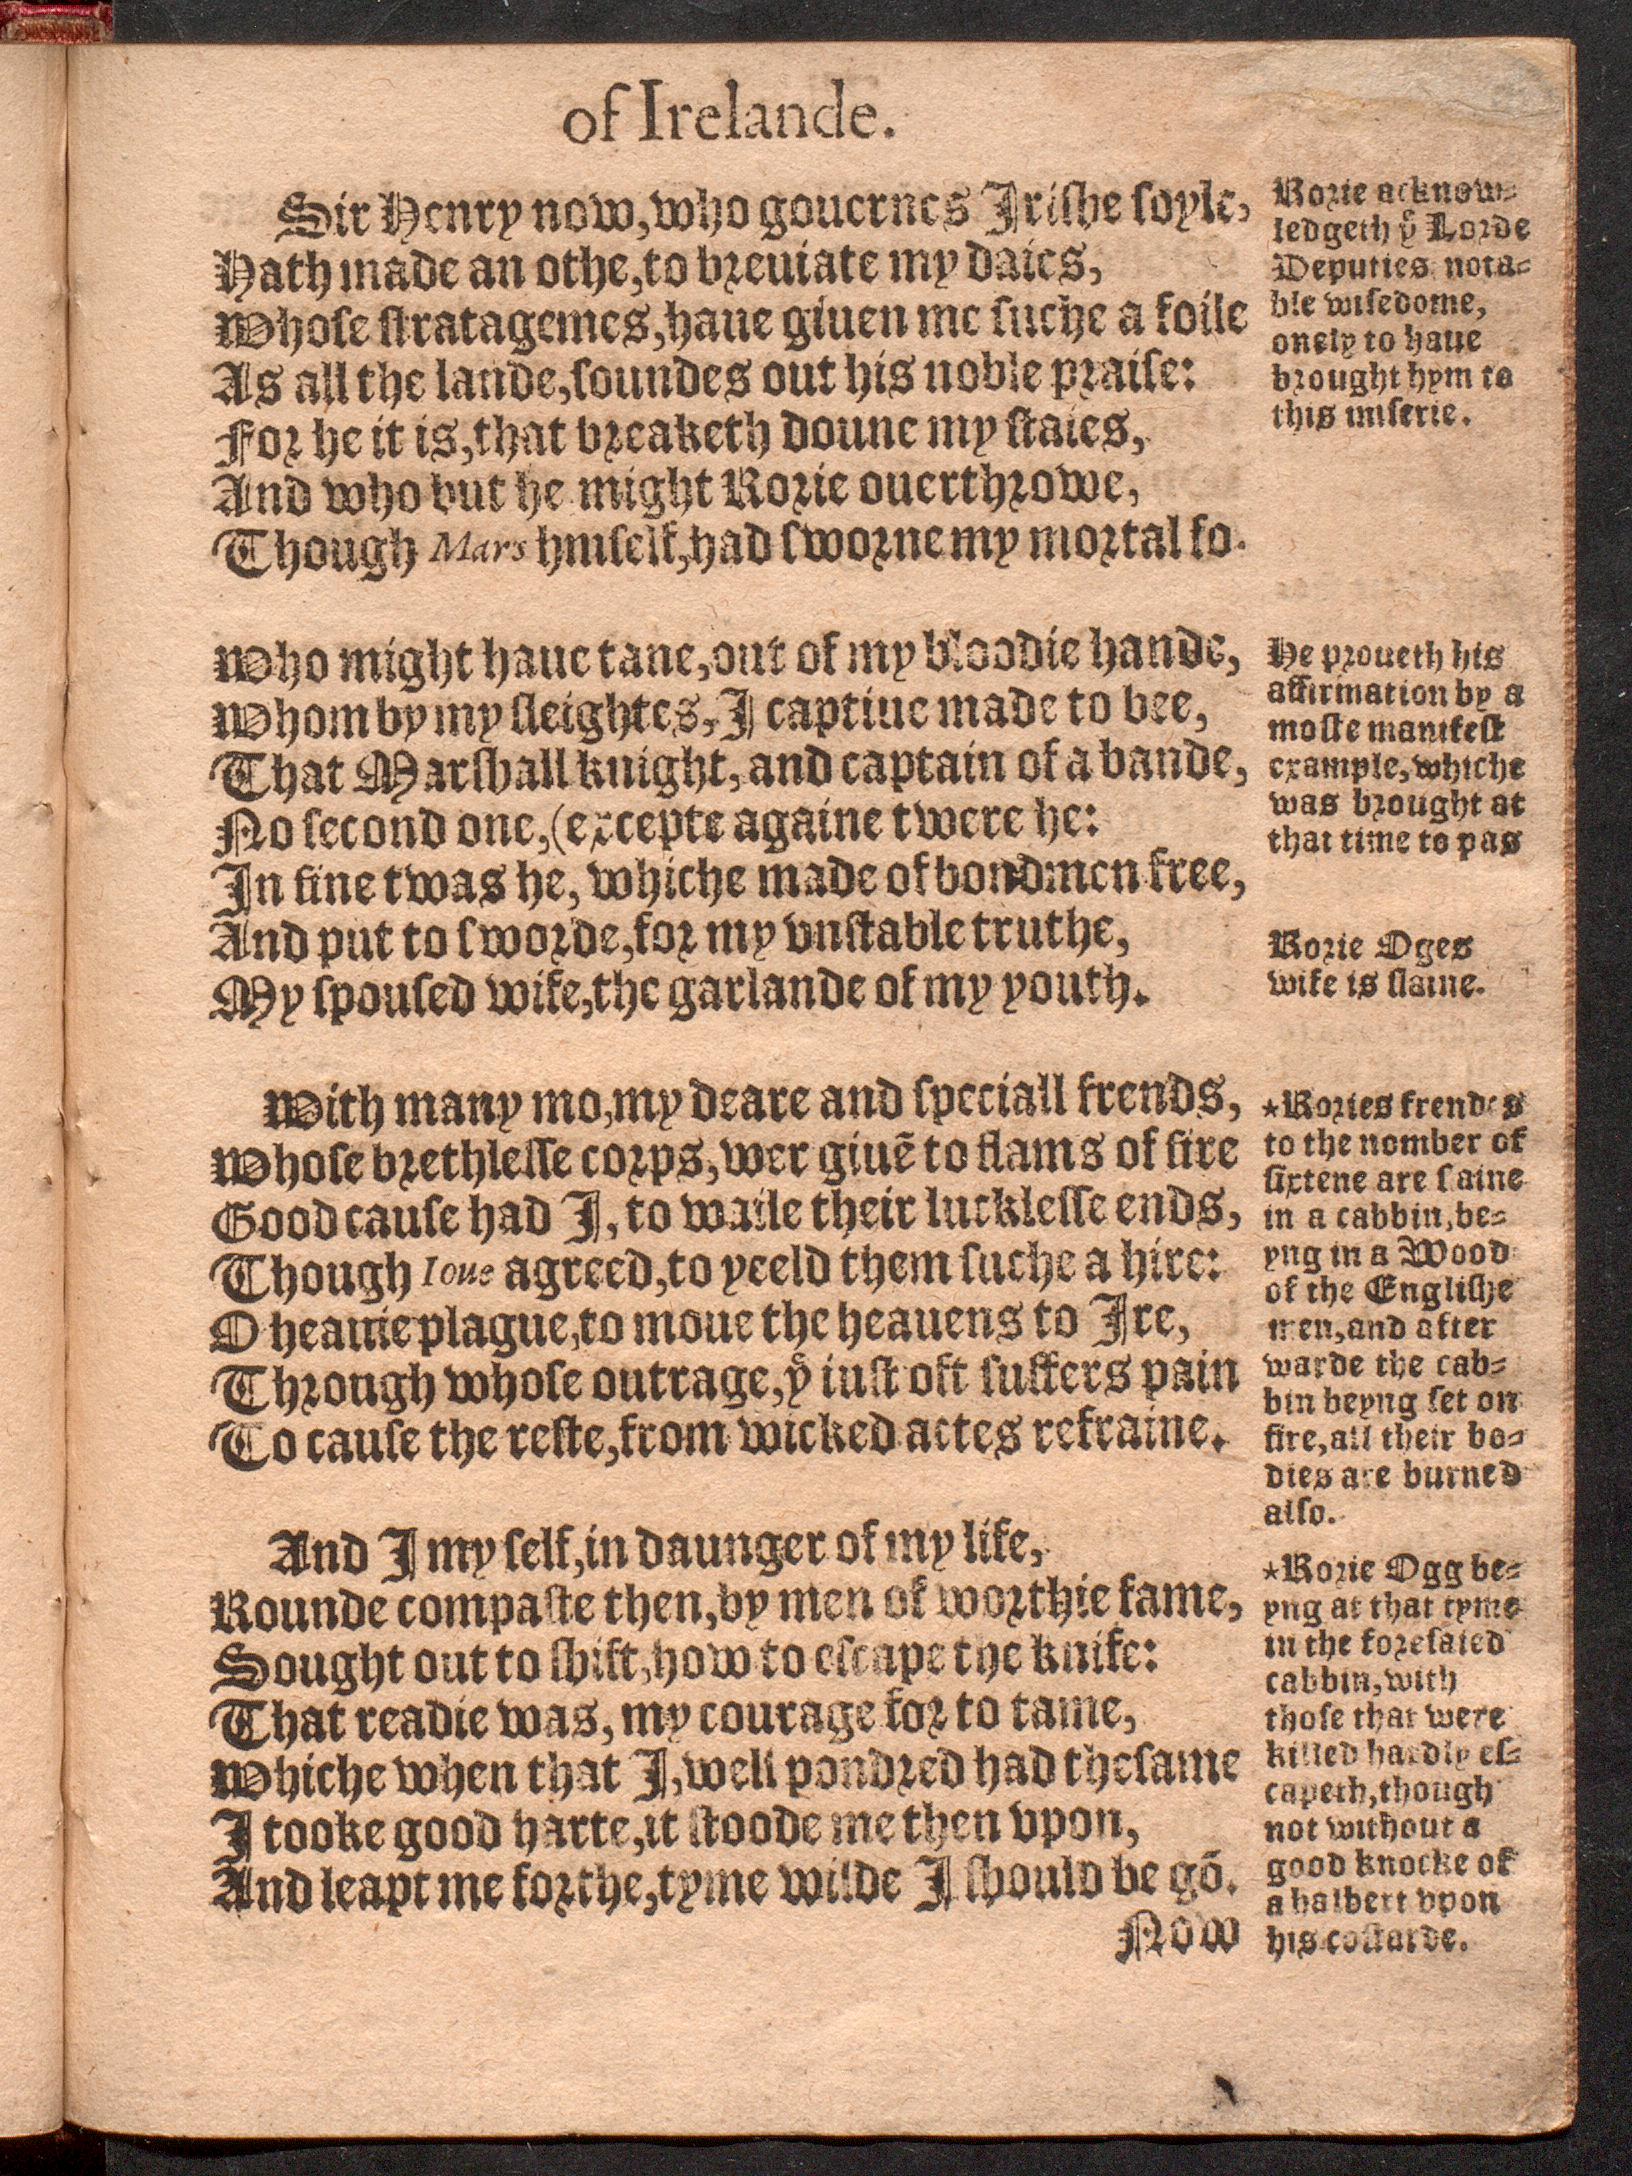 of Irelande.
Sir Henry now, who gouernes Iriſhe ſoyle,
Hath made an othe, to breuiate my daies,
Whoſe ſtratagemes, haue giuen me ſuche a foile
As all the lande, ſoundes out his noble praiſe:
For he it is, that breaketh doune my ſtaies,
And who but he might Rorie ouerthrowe,
Though Mars hmſelf, had ſworne my mortal fo.
Rorie acknow-
ledgeth yͤ Lorde
Deputies nota-
ble wiſedome,
onely to haue
brought hym to
this miſerie.
Who might haue tane, out of my bloodie hande,
Whom by my ſleightes, I captiue made to bee,
That Marſhall knight, and captain of a bande,
No ſecond one, (excepte againe twere he:
In fine twas he, whiche made of bondmen free,
And put to ſworde, for my vnſtable truthe,
My ſpouſed wife, the garlande of my youth.
He proueth his
affirmation by a
moſte manifeſt
example, whiche
was brought at
that time to pas
Rorie Oges
wife is ſlaine.
With many mo, my deare and ſpeciall frends,
Whoſe brethleſſe corps, wer giuē to flams of fire
Good cauſe had I, to waile their luckleſſe ends,
Though Ioue agreed, to yeeld them ſuche a hire:
O heauie plague, to moue the heauens to Ire,
Through whoſe outrage, yͤ iuſt oft ſuffers pain
To cauſe the reſte, from wicked actes refraine.
⋆Rories frendes
to the nomber of
ſixtene are ſlaine
in a cabbin, be-
yng in a Wood
of the Engliſhe
men, and after
warde the cab-
bin beyng ſet on
fire, all their bo-
dies are burned
alſo.
And I my ſelf, in daunger of my life,
Rounde compaſte then, by men of worthie fame,
Sought out to ſhift, how to eſcape the knife:
That readie was, my courage for to tame,
Whiche when that I, well pondred had theſame
I tooke good harte, it ſtoode me then vpon,
And leapt me forthe, tyme wilde I ſhould be gō.
⋆Rorie Ogg be-
yng at that tyme
in the foreſaied
cabbin, with
thoſe that were
killed hardly eſ-
capeth, though
not without a
good knocke of
a halbert vpon
his coſtarde.
Now